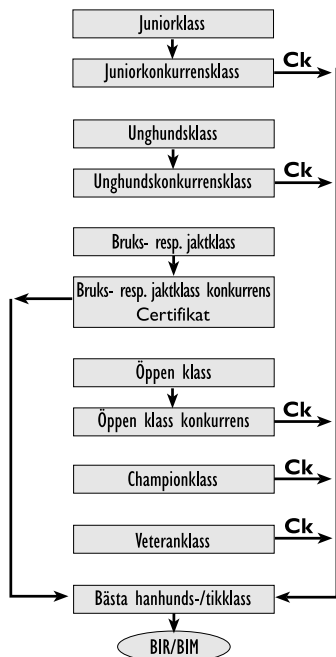 Juniorklass
Juniorkonkurrensklass
Ck
Unghundsklass
Unghundskonkurrensklass
Ck
Bruks- resp. jaktklass
Bruks- resp. jaktklass konkurrens
Certifikat
Öppen klass
Öppen klass konkurrens
Ck
Championklass
Ck
Veteranklass
Ck
Bästa hanhunds-/tikklass
BIR/BIM